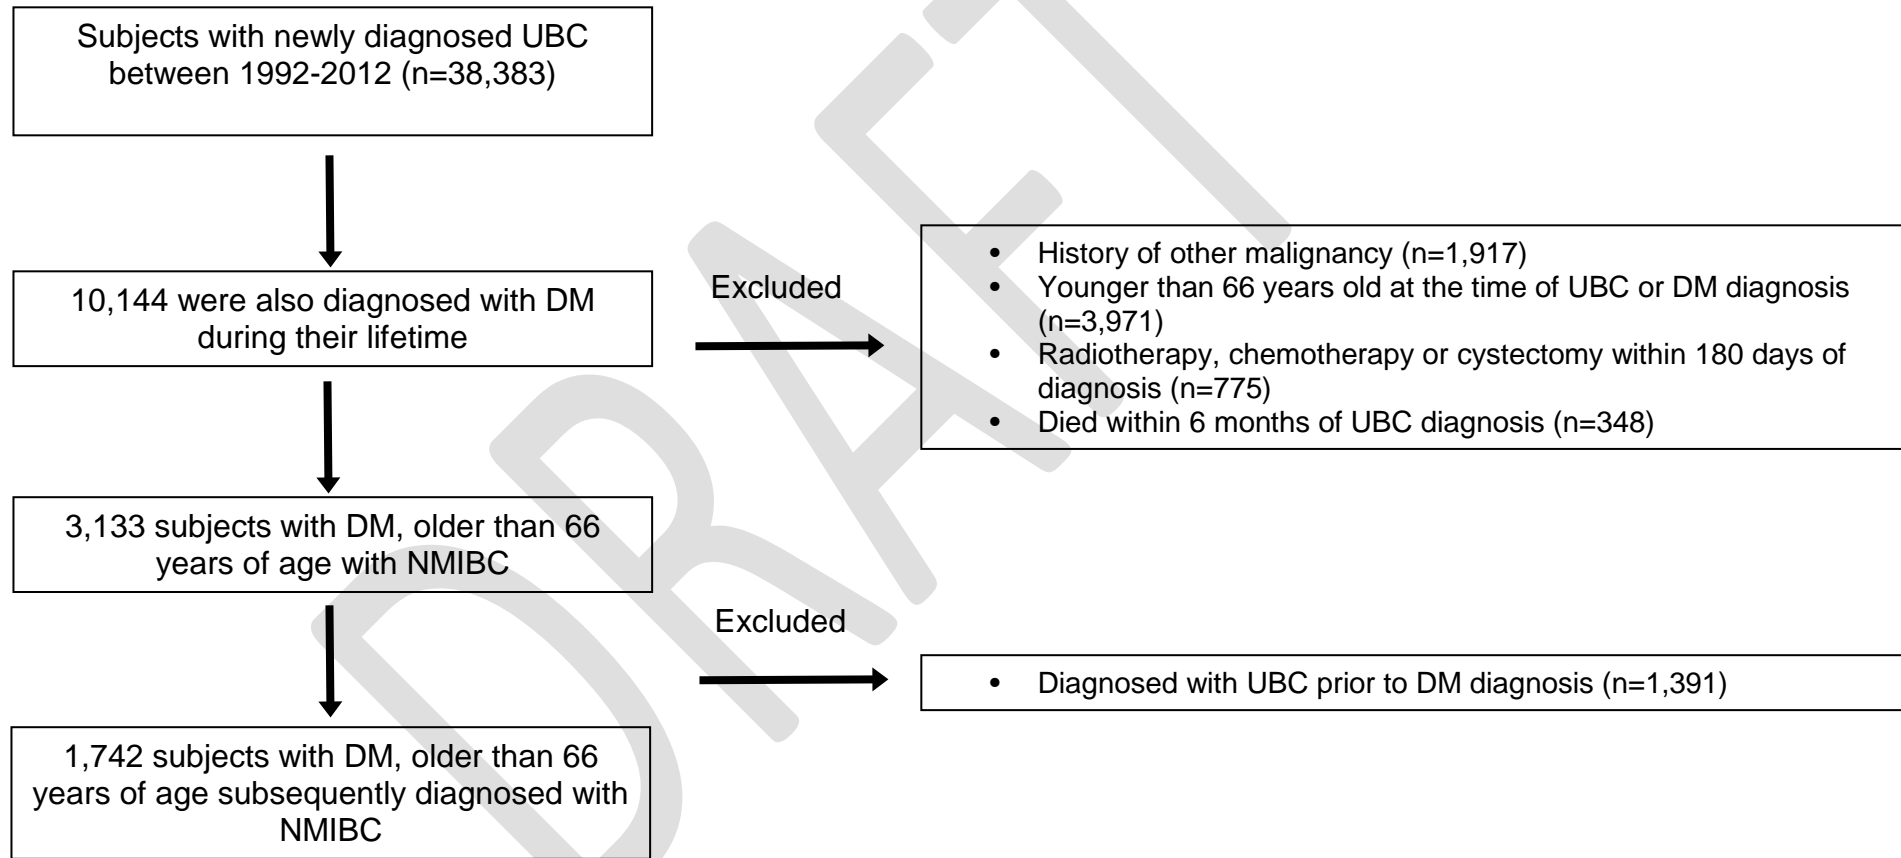 Subjects with newly diagnosed UBC
between 1992-2012 (n=38,383)
10,144 were also diagnosed with DM
during their lifetime
Excluded
• History of other malignancy (n=1,917)
• Younger than 66 years old at the time of UBC or DM diagnosis
(n=3,971)
• Radiotherapy, chemotherapy or cystectomy within 180 days of
diagnosis (n=775)
• Died within 6 months of UBC diagnosis (n=348)
3,133 subjects with DM, older than 66
years of age with NMIBC
Excluded
• Diagnosed with UBC prior to DM diagnosis (n=1,391)
1,742 subjects with DM, older than 66
years of age subsequently diagnosed with
NMIBC
DRAFT